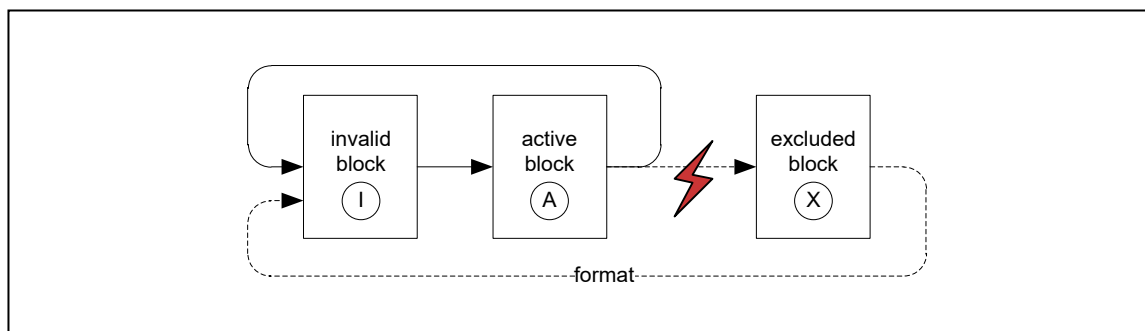 invalid
block
I
active
block
A
excluded
block
X
format